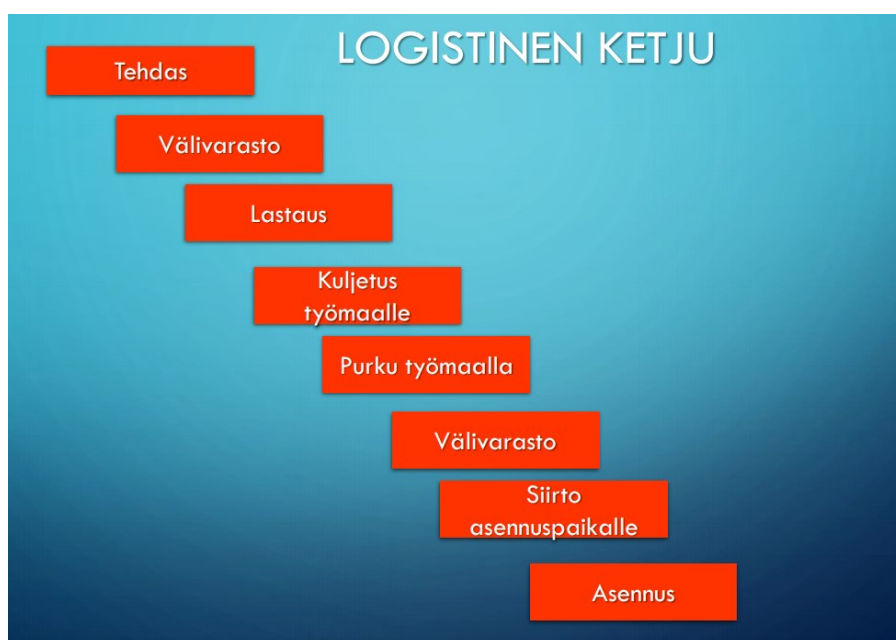 LOGISTINEN KETJU
Tehdas
Välivarasto
Lastaus
Kuljetus
työmaalle
Purku työmaalla
Välivarasto
Siirto
asennuspaikalle
Asennus